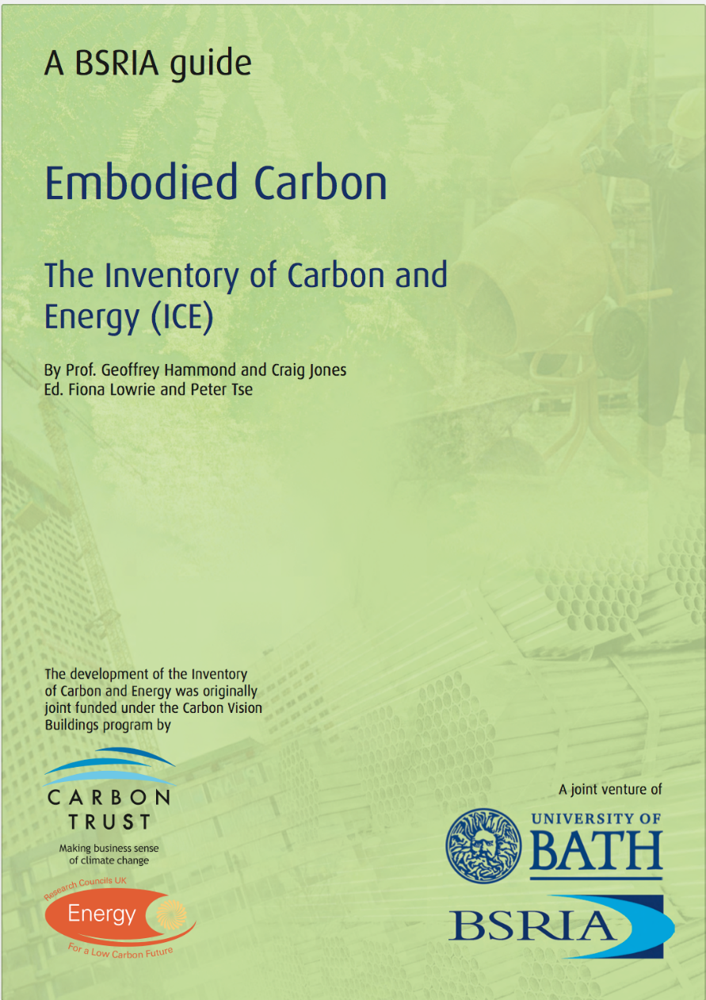 A BSRIA guide
Embodied Carbon
The Inventory of Carbon and
Energy (ICE)
By Prof. Geoffrey Hammond and Craig Jones
Ed. Fiona Lowrie and Peter Tse
The development of the Inventory
of Carbon and Energy was originally
joint funded under the Carbon Vision
Buildings program by
CARBON
TRUST
Making business sense
of climate change
Research Councils UK
Energy
For a Low Carbon Future
A joint venture of
UNIVERSITY OF
BATH
BSRIA